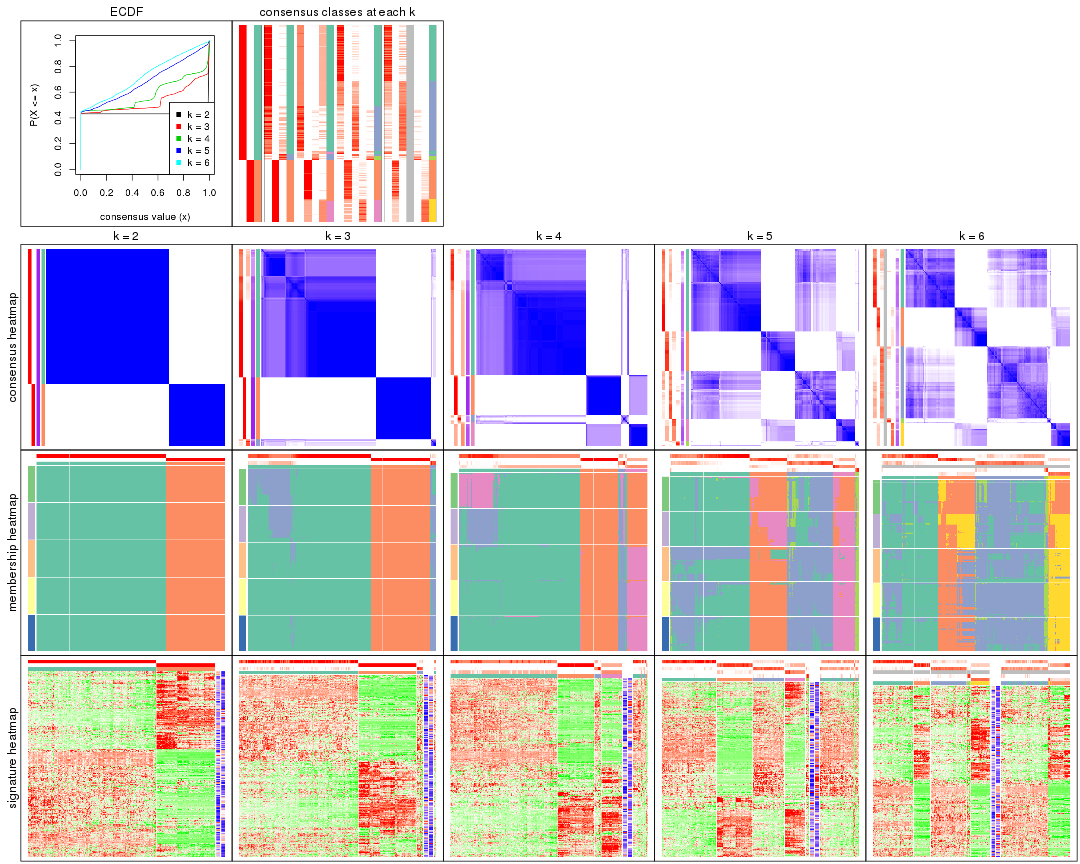 ECDF
consensus classes at each k
P(X <= x)
0.0 0.2 0.4 0.6 0.8 1.0
k = 2
k = 3
k = 4
k = 5
k = 6
0.0 0.2 0.4 0.6 0.8 1.0
consensus value (x)
k = 2 k = 3 k = 4 k = 5 k = 6
consensus heatmap
membership heatmap
signature heatmap